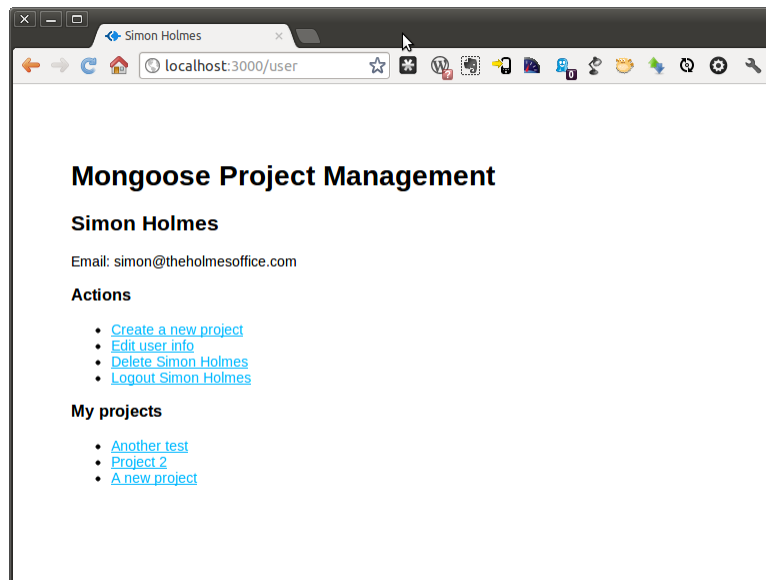 Simon Holmes
localhost:3000/user
0
Mongoose Project Management
Simon Holmes
Email: simon@theholmesoffice.com
Actions
Create a new project
Edit user info
Delete Simon Holmes
Logout Simon Holmes
My projects
Another test
Project 2
A new project